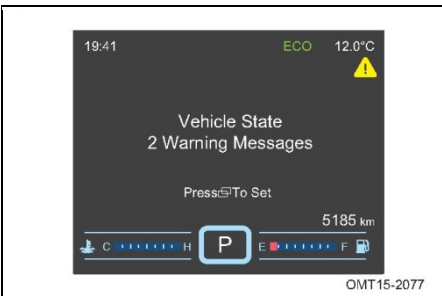 19:41 ECO 12.0°C
Vehicle State
2 Warning Messages
Press To Set
5185 km
C H P E F
OMT15-2077